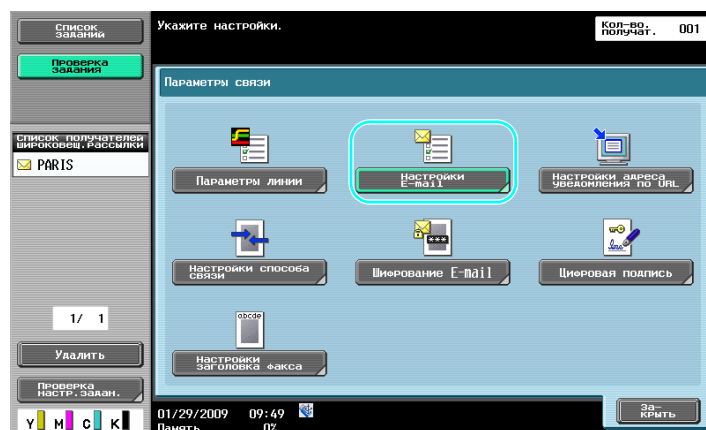 Список
заданий
Укажите настройки.
Кол-во.
получат.
001
Проверка
задания
Параметры связи
Список получателей
широковещ.рассылки
PARIS
Параметры линии
Настройки
E-mail
Настройки адреса
уведомления по URL
Настройки способа
связи
Шифрование E-mail
Цифровая подпись
abcde
Настройки
заголовка факса
1/ 1
Удалить
Проверка
настр.задан.
Y M C K
01/29/2009 09:49
Память 0%
За-
крыть